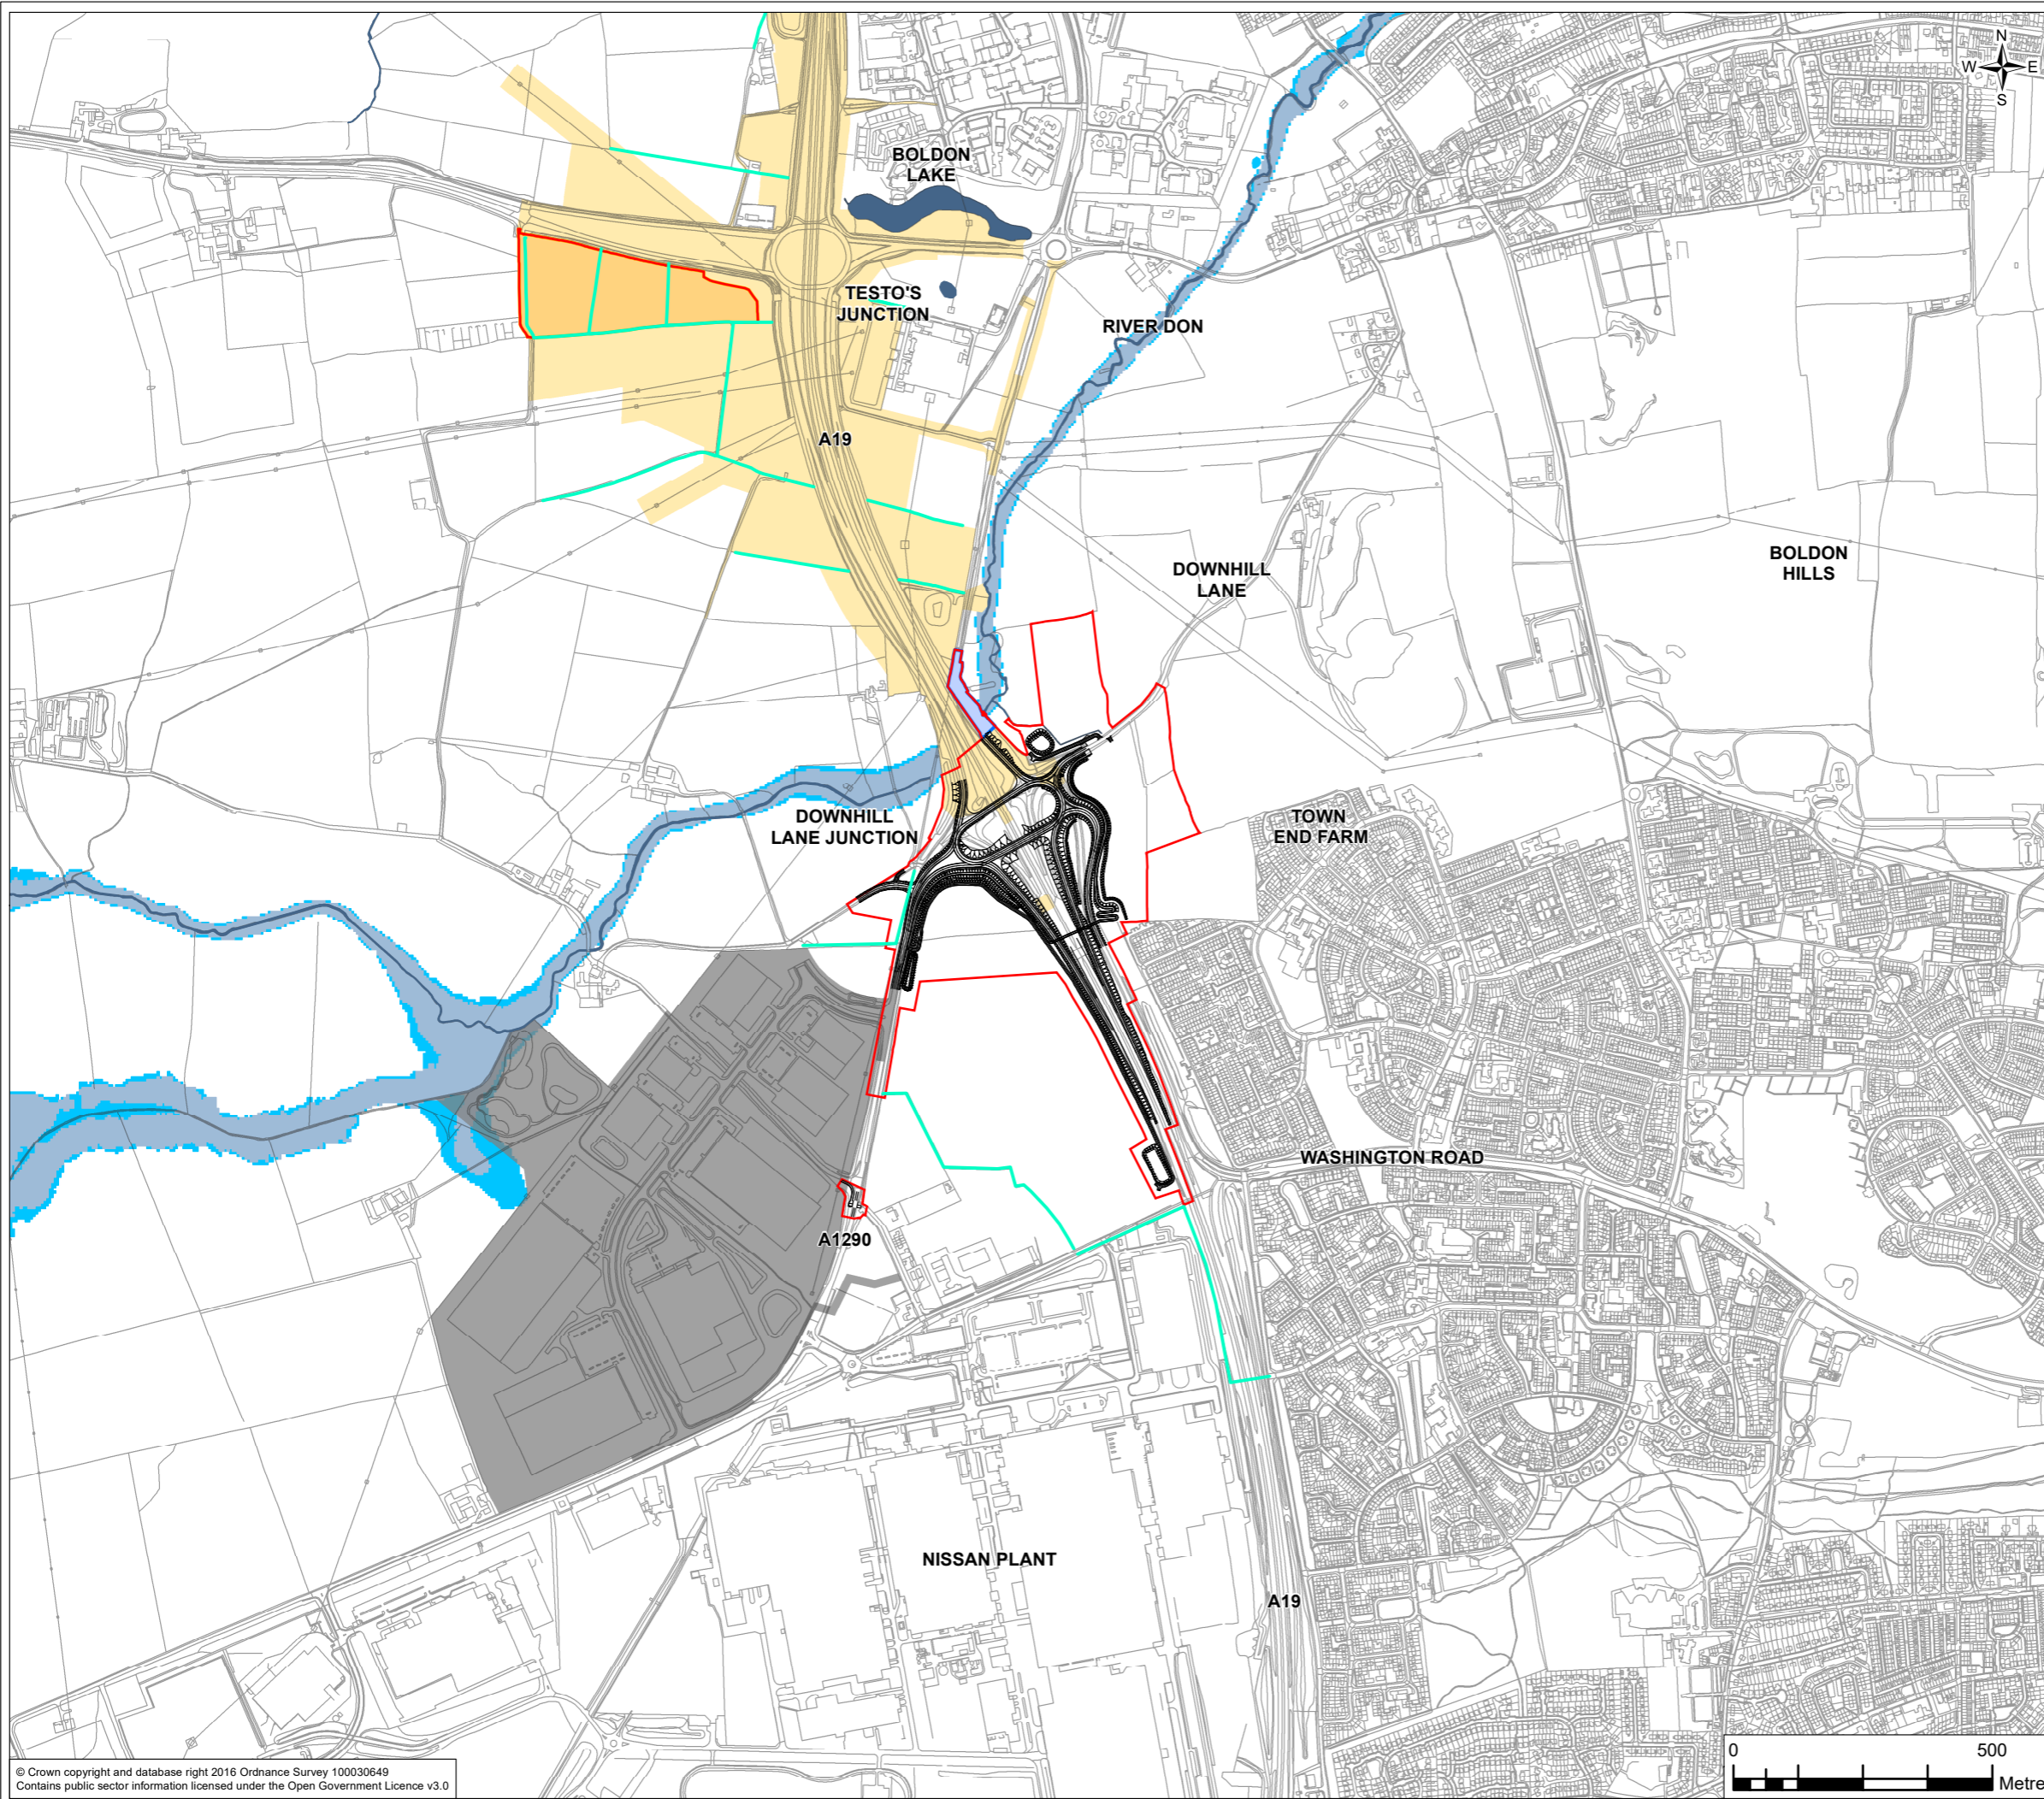 N
W E
S
BOLDON
LAKE
TESTO'S
JUNCTION
RIVER DON
A19
BOLDON
HILLS
DOWNHILL
LANE
DOWNHILL
LANE JUNCTION
TOWN
END FARM
WASHINGTON ROAD
A1290
NISSAN PLANT
A19
0 500
Metre
© Crown copyright and database right 2016 Ordnance Survey 100030649
Contains public sector information licensed under the Open Government Licence v3.0